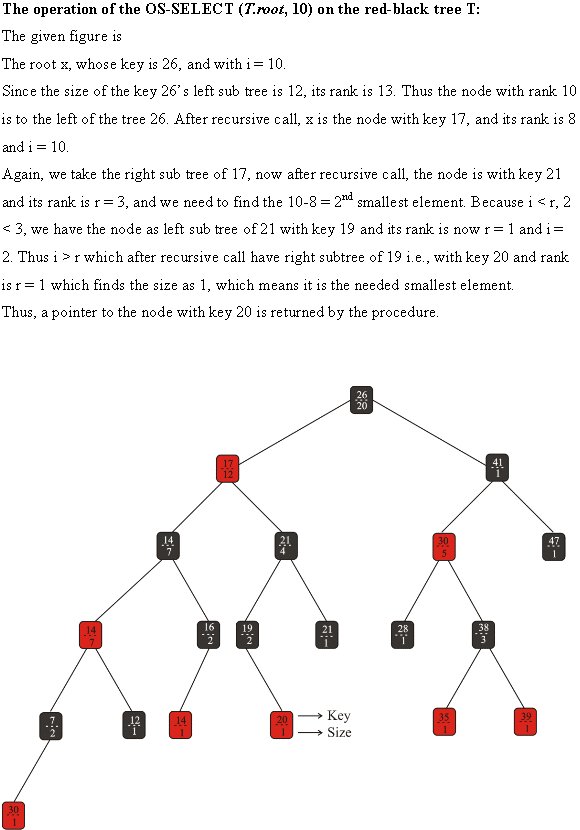 The operation of the OS-SELECT (T.root, 10) on the red-black tree T:
The given figure is
The root x, whose key is 26, and with i = 10.
Since the size of the key 26's left sub tree is 12, its rank is 13. Thus the node with rank 10
is to the left of the tree 26. After recursive call, x is the node with key 17, and its rank is 8
and i = 10.
Again, we take the right sub tree of 17, now after recursive call, the node is with key 21
and its rank is r = 3, and we need to find the 10-8 = 2nd smallest element. Because i < r, 2
< 3, we have the node as left sub tree of 21 with key 19 and its rank is now r = 1 and i =
2. Thus i > r which after recursive call have right subtree of 19 i.e., with key 20 and rank
is r = 1 which finds the size as 1, which means it is the needed smallest element.
Thus, a pointer to the node with key 20 is returned by the procedure.
26
20
17
12
41
1
14
7
21
4
30
5
47
1
14
7
16
2
19
2
21
1
28
1
38
3
7
2
12
1
14
1
20
1
Key
Size
35
1
39
1
30
1